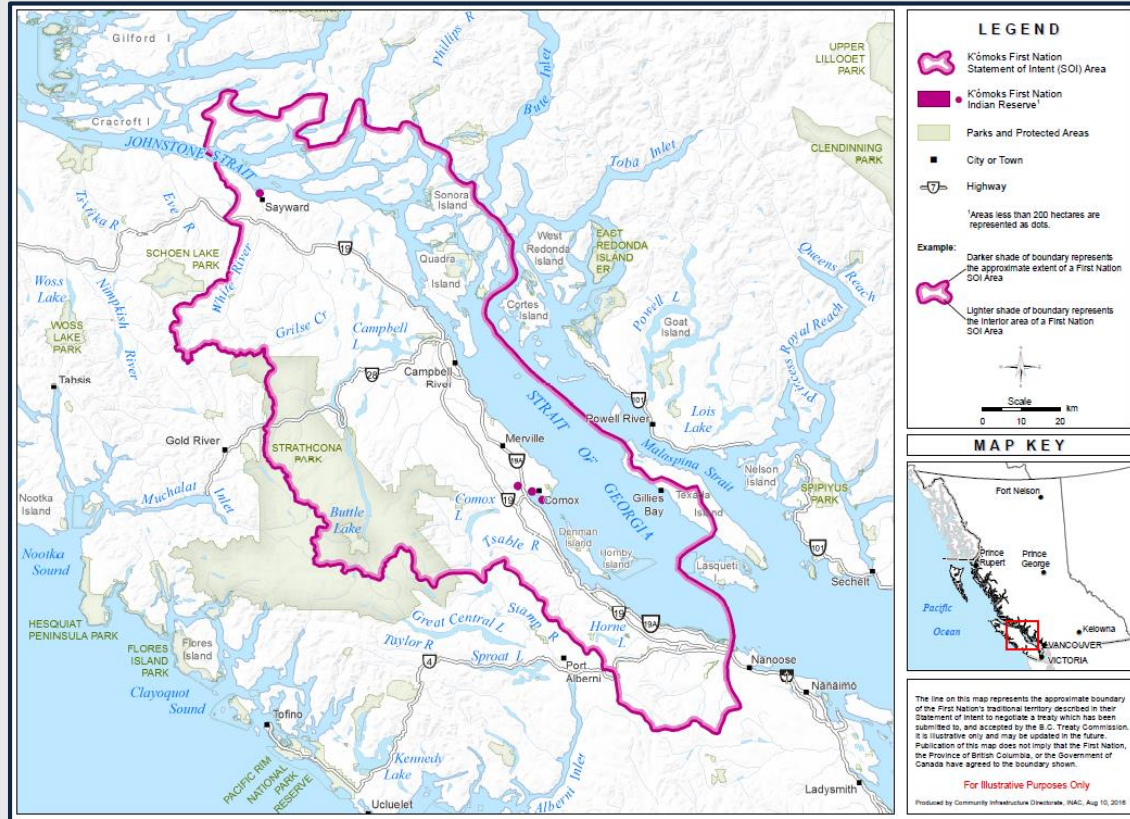 Gilford I
Phillips R
Bute Inlet
UPPER
LILLOOET
PARK
Cracroft I
JOHNSTONE STRAIT
Toba Inlet
CLENDINNING
PARK
Sonora
Island
Sayward
Tsitika R
Eve R
19
West
Redonda
Island
EAST
REDONDA
ISLAND
ER
SCHOEN LAKE
PARK
White River
Quadra
Island
Cortes
Island
Powell L
Goat
Island
Queens Reach
Princess Royal Reach
Woss
Lake
Nimpkish
River
WOSS
LAKE
PARK
Grilse Cr
Campbell
L
Campbell
River
28
Tahsis
101
Powell River
Lois
Lake
STRAIT OF GEORGIA
Malaspina Strait
Gold River
STRATHCONA
PARK
Merville
19A
Nelson
Island
SPIPIYUS
PARK
Gillies
Bay
Texada
Island
Nootka
Island
Muchalat
Inlet
Buttle
Lake
Comox
L
19
Comox
Denman
Island
Hornby
Island
Tsable R
Lasqueti
I
101
Sechelt
Nootka
Sound
HESQUIAT
PENINSULA PARK
Great Central L
Stamp R
Horne
L
19
19A
Taylor R
Sproat L
4
Port
Alberni
Nanoose
1
Nanaimo
FLORES
ISLAND
PARK
Flores
Island
Clayoquot
Sound
Tofino
PACIFIC RIM
NATIONAL
PARK
RESERVE
Kennedy
Lake
Ucluelet
Alberni Inlet
Ladysmith
LEGEND
K'ómoks First Nation
Statement of Intent (SOI) Area
K'ómoks First Nation
Indian Reserve¹
Parks and Protected Areas
City or Town
7
Highway
¹Areas less than 200 hectares are
represented as dots.
Example:
Darker shade of boundary represents
the approximate extent of a First Nation
SOI Area
Lighter shade of boundary represents
the interior area of a First Nation
SOI Area
Scale
0 10 20 km
MAP KEY
Fort Nelson
Prince
Rupert
Prince
George
Pacific
Ocean
Kelowna
VANCOUVER
VICTORIA
The line on this map represents the approximate boundary
of the First Nation's traditional territory described in their
Statement of Intent to negotiate a treaty which has been
submitted to, and accepted by the B.C. Treaty Commission.
It is illustrative only and may be updated in the future.
Publication of this map does not imply that the First Nation,
the Province of British Columbia, or the Government of
Canada have agreed to the boundary shown.
For Illustrative Purposes Only
Produced by Community Infrastructure Directorate, INAC, Aug 10, 2016